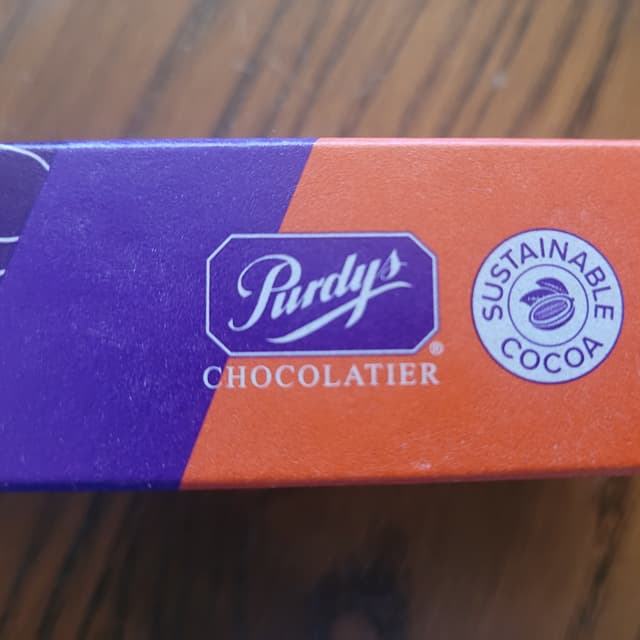 Purdys
®
CHOCOLATIER
SUSTAINABLE
COCOA